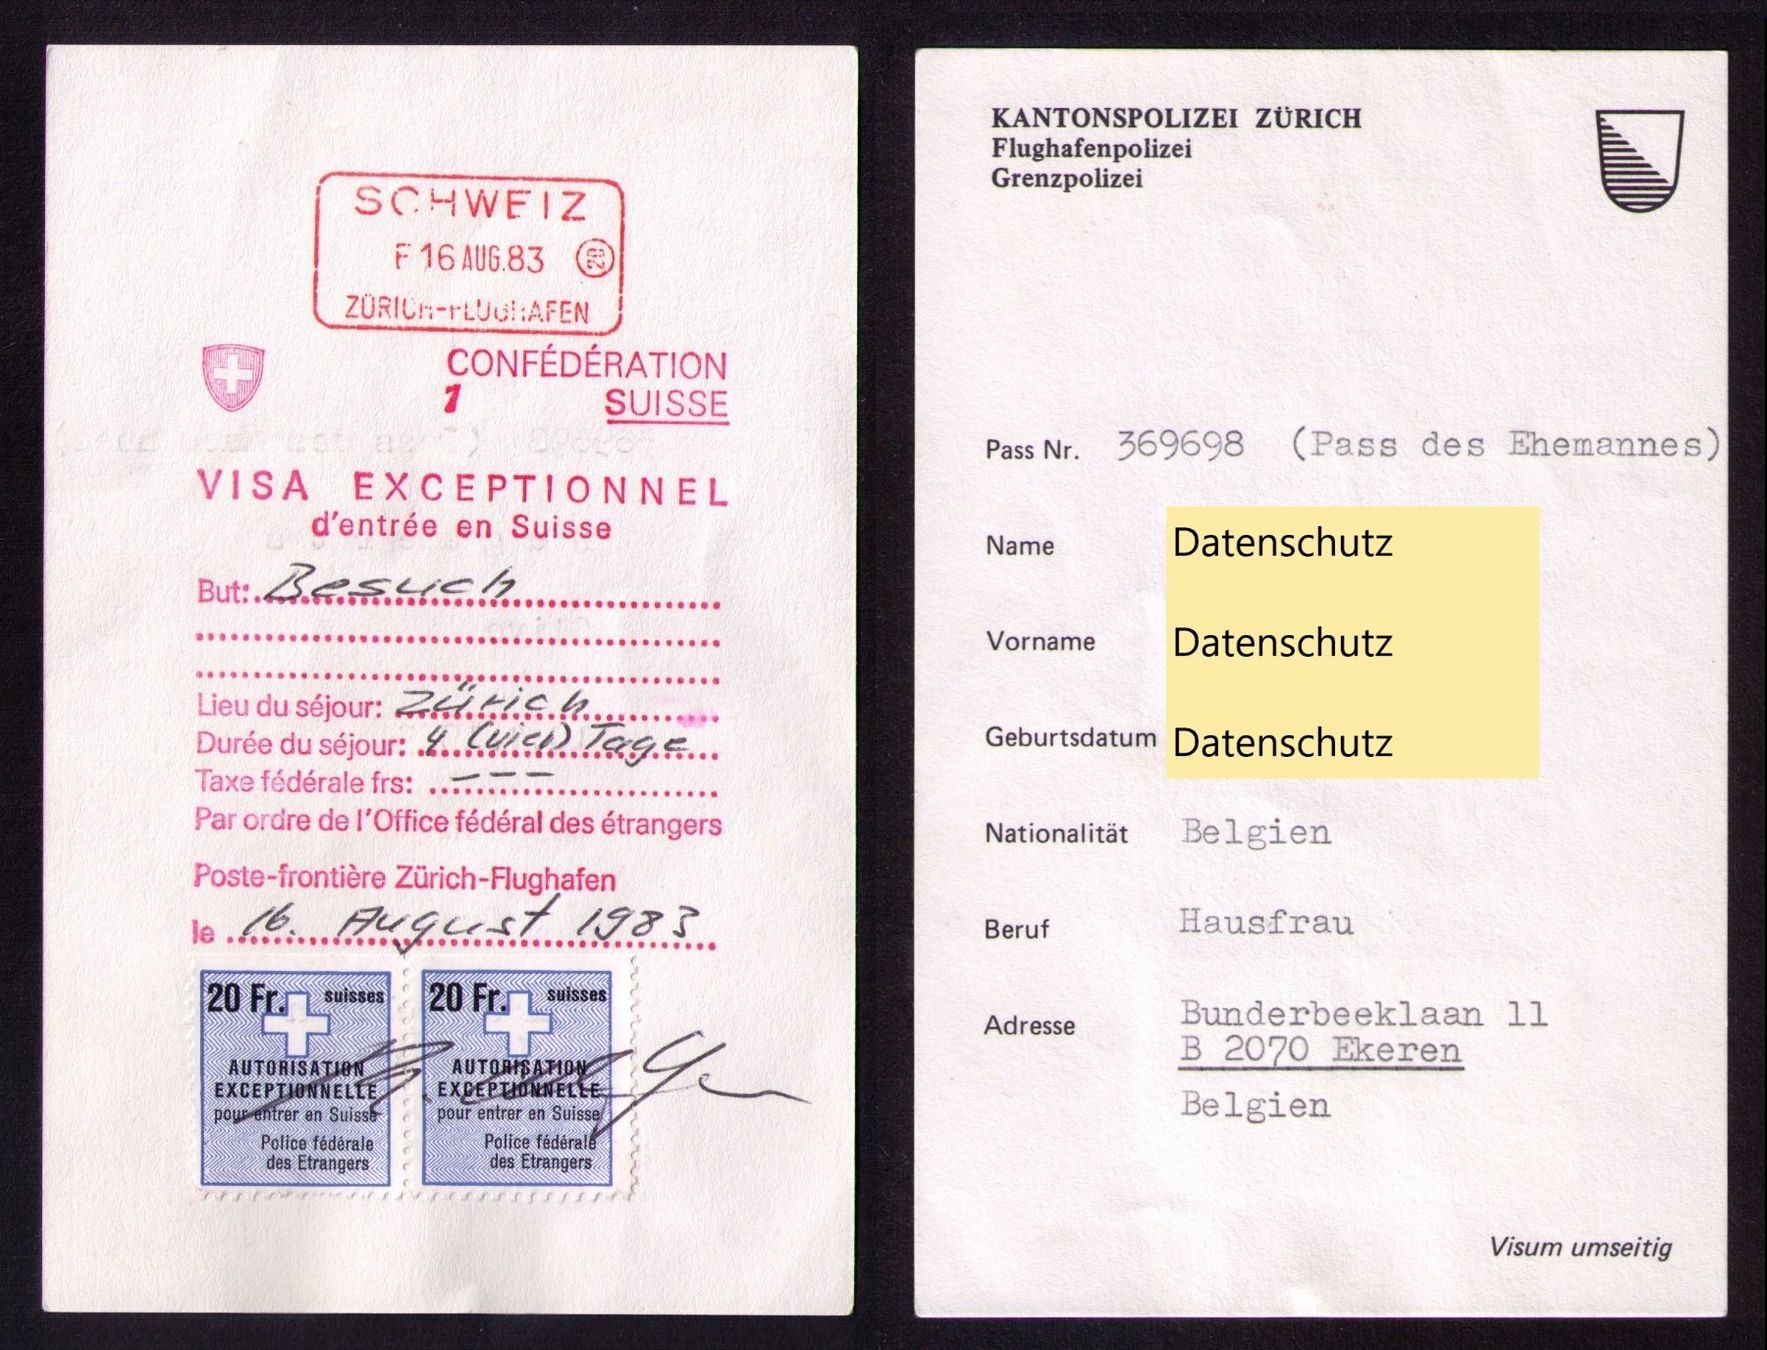 SCHWEIZ
F 16 AUG. 83 20
ZÜRICH-FLUGHAFEN
CONFÉDÉRATION
1 SUISSE
VISA EXCEPTIONNEL
d'entrée en Suisse
But: Besuch
Lieu du séjour: Zürich
Durée du séjour: 4 (vier) Tage
Taxe fédérale frs: ---
Par ordre de l'Office fédéral des étrangers
Poste-frontière Zürich-Flughafen
le 16. August 1983
20 Fr. suisses
AUTORISATION
EXCEPTIONNELLE
pour entrer en Suisse
Police fédérale
des Etrangers
20 Fr. suisses
AUTORISATION
EXCEPTIONNELLE
pour entrer en Suisse
Police fédérale
des Etrangers
KANTONSPOLIZEI ZÜRICH
Flughafenpolizei
Grenzpolizei
Pass Nr. 369698 (Pass des Ehemannes)
Name Datenschutz
Vorname Datenschutz
Geburtsdatum Datenschutz
Nationalität Belgien
Beruf Hausfrau
Adresse Bunderbeeklaan 11
B 2070 Ekeren
Belgien
Visum umseitig